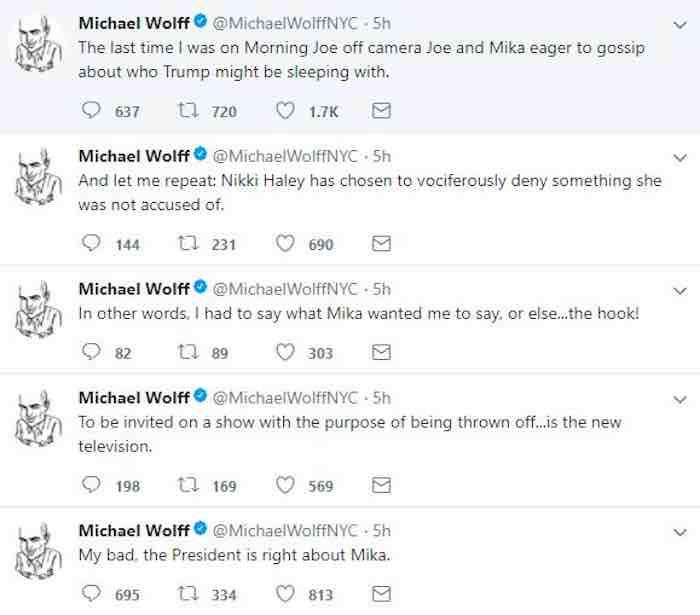 Michael Wolff @MichaelWolffNYC · 5h
The last time I was on Morning Joe off camera Joe and Mika eager to gossip
about who Trump might be sleeping with.
637 720 1.7K
Michael Wolff @MichaelWolffNYC · 5h
And let me repeat: Nikki Haley has chosen to vociferously deny something she
was not accused of.
144 231 690
Michael Wolff @MichaelWolffNYC · 5h
In other words, I had to say what Mika wanted me to say, or else...the hook!
82 89 303
Michael Wolff @MichaelWolffNYC · 5h
To be invited on a show with the purpose of being thrown off...is the new
television.
198 169 569
Michael Wolff @MichaelWolffNYC · 5h
My bad, the President is right about Mika.
695 334 813